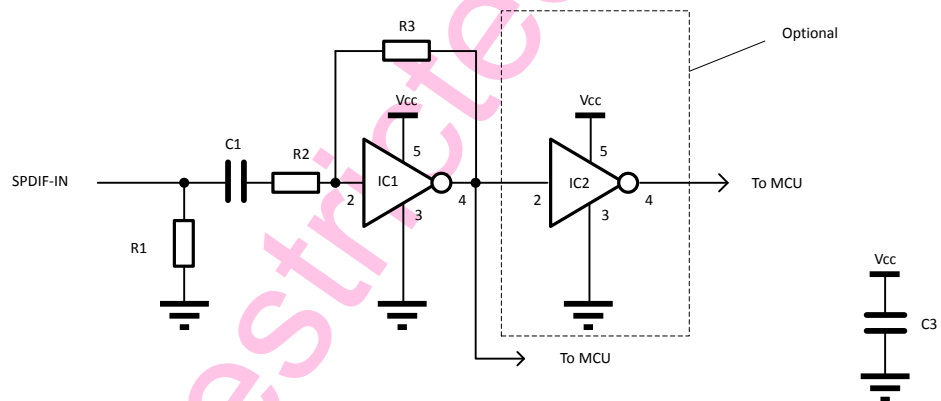 R3
Optional
Vcc
Vcc
C1
R2
5
5
SPDIF-IN
IC1
IC2
To MCU
2
4
2
4
3
3
R1
Vcc
C3
To MCU
estricte